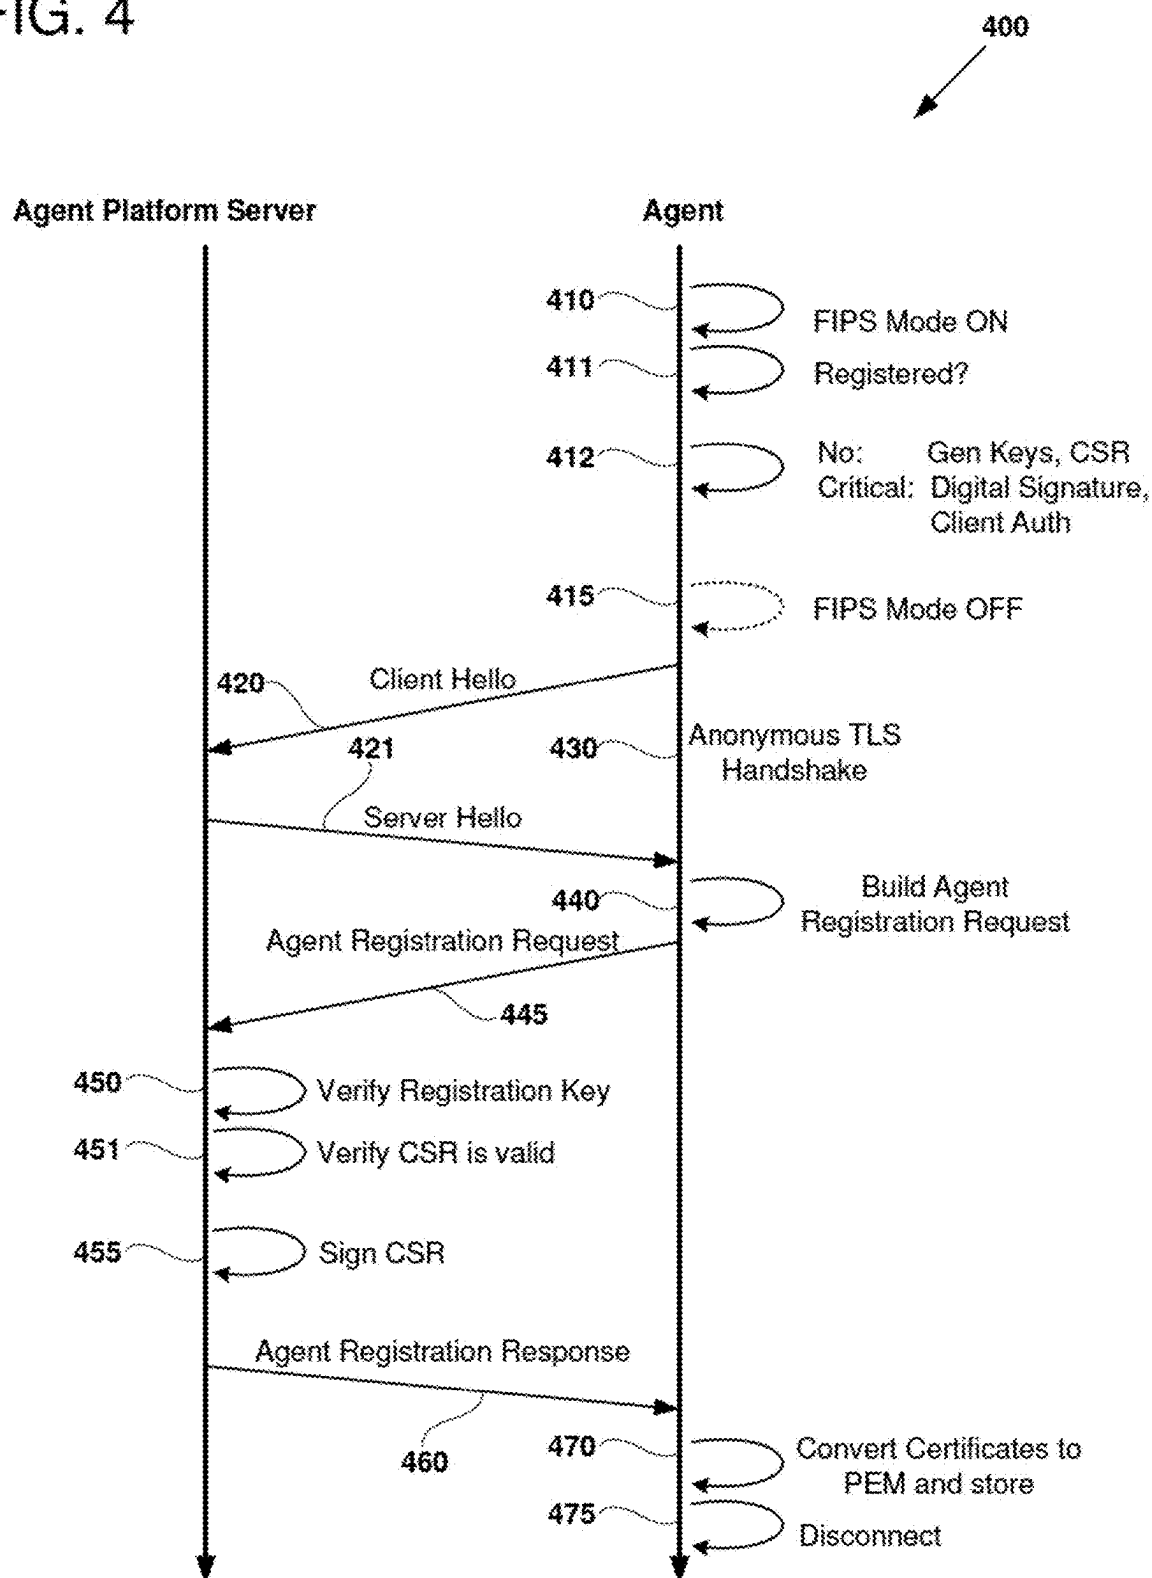 FIG. 4
400
Agent Platform Server
Agent
410
FIPS Mode ON
411
Registered?
412
No: Gen Keys, CSR
Critical: Digital Signature,
Client Auth
415
FIPS Mode OFF
420
Client Hello
421
430
Anonymous TLS
Handshake
Server Hello
440
Build Agent
Registration Request
Agent Registration Request
445
450
Verify Registration Key
451
Verify CSR is valid
455
Sign CSR
Agent Registration Response
460
470
Convert Certificates to
PEM and store
475
Disconnect